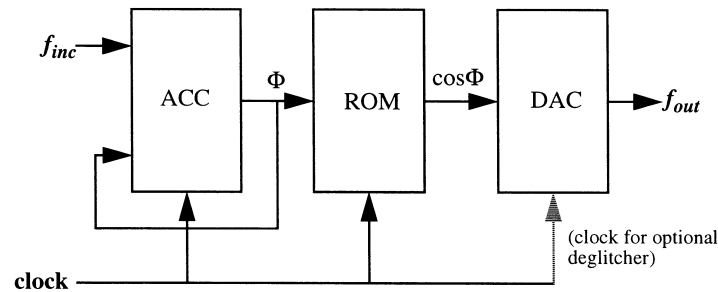 f_inc
ACC
Φ
ROM
cosΦ
DAC
f_out
(clock for optional
deglitcher)
clock